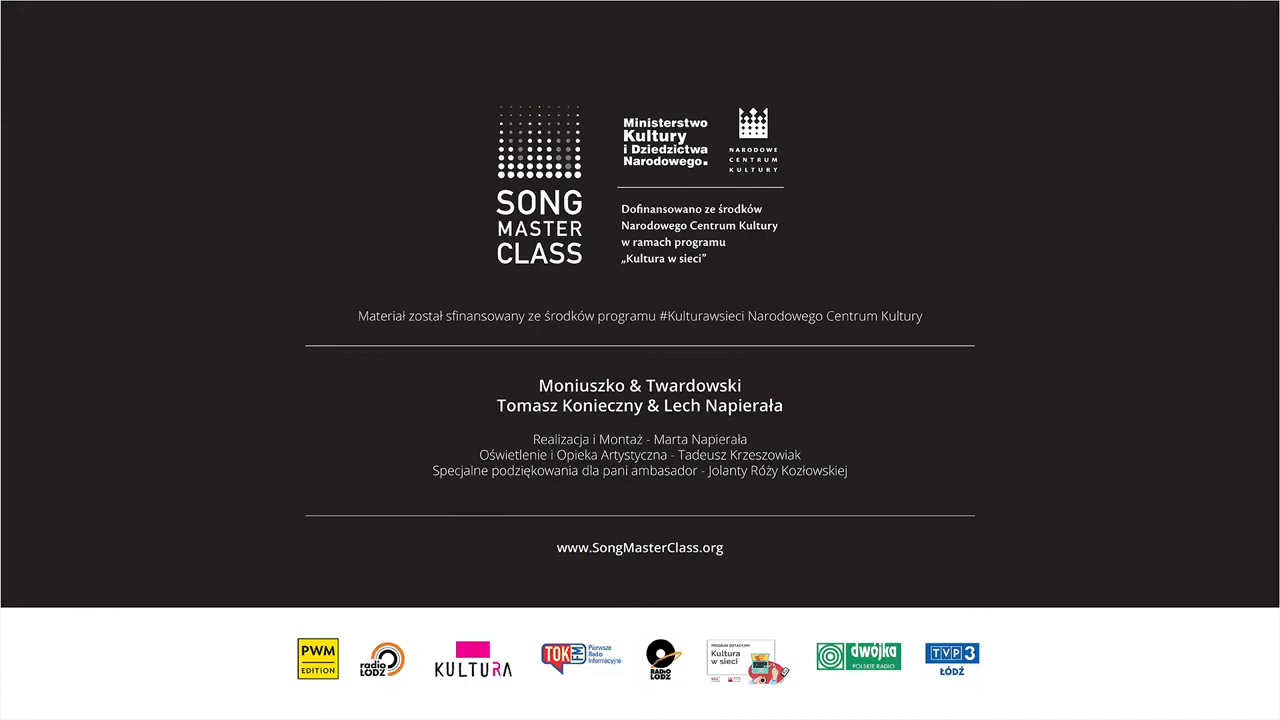 SONG
MASTER
CLASS
Ministerstwo
Kultury
i Dziedzictwa
Narodowego.
NARODOWE
CENTRUM
KULTURY
Dofinansowano ze środków
Narodowego Centrum Kultury
w ramach programu
„Kultura w sieci”
Materiał został sfinansowany ze środków programu #Kulturawsieci Narodowego Centrum Kultury
Moniuszko & Twardowski
Tomasz Konieczny & Lech Napierała
Realizacja i Montaż - Marta Napierała
Oświetlenie i Opieka Artystyczna - Tadeusz Krzeszowiak
Specjalne podziękowania dla pani ambasador - Jolanty Róży Kozłowskiej
www.SongMasterClass.org
PWM
EDITION
radio
ŁÓDŹ
KULTURA
TOK
FM
Pierwsze
Radio
Informacyjne
RADIO
ŁÓDŹ
PROGRAM DOTACYJNY
Kultura
w sieci
dwójka
POLSKIE RADIO
TVP3
ŁÓDŹ